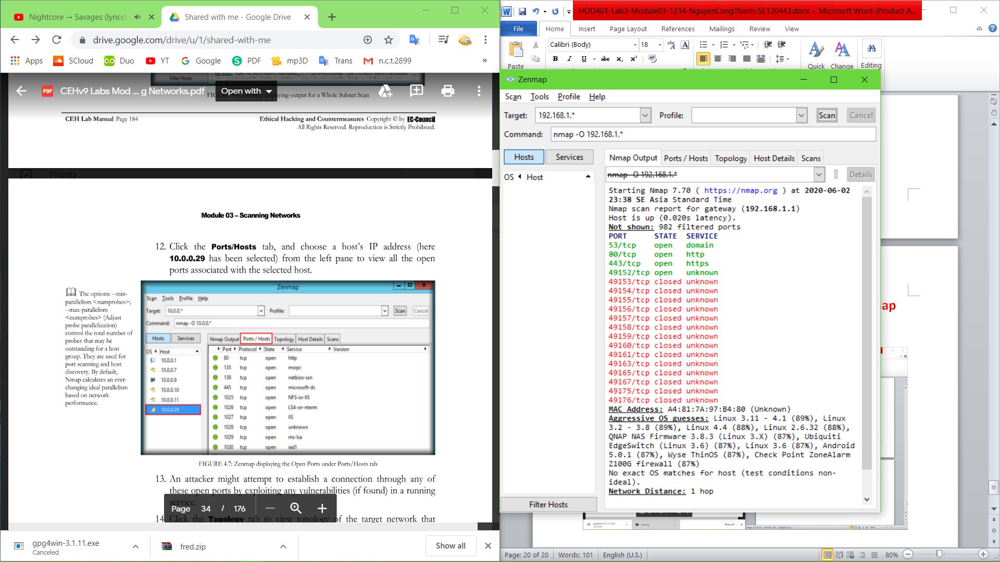 Nightcore → Savages (lyrics)
Shared with me - Google Drive
drive.google.com/drive/u/1/shared-with-me
Apps
SCloud
Duo
YT
Google
PDF
mp3D
Trans
n.c.t.2899
»
Filter Hosts
PDF
CEHv9 Labs Mod ... g Networks.pdf
Open with
displaying output for a Whole Subnet Scan
CEH Lab Manual Page 184
Ethical Hacking and Countermeasures Copyright © by EC-Council
All Rights Reserved. Reproduction is Strictly Prohibited.
Priority
Module 03 – Scanning Networks
12. Click the Ports/Hosts tab, and choose a host's IP address (here
10.0.0.29 has been selected) from the left pane to view all the open
ports associated with the selected host.
The options: --min-
parallelism <numprobes>;
--max-parallelism
<numprobes> (Adjust
probe parallelization)
control the total number of
probes that may be
outstanding for a host
group. They are used for
port scanning and host
discovery. By default,
Nmap calculates an ever-
changing ideal parallelism
based on network
performance.
Zenmap
Scan Tools Profile Help
Target: 10.0.0.* Profile: Scan Cancel
Command: nmap -O 10.0.0.*
Hosts Services
Nmap Output Ports / Hosts Topology Host Details Scans
OS Host
10.0.0.1
10.0.0.7
10.0.0.9
10.0.0.10
10.0.0.11
10.0.0.29
Port Protocol State Service Version
80 tcp open http
135 tcp open msrpc
139 tcp open netbios-ssn
445 tcp open microsoft-ds
1025 tcp open NFS-or-IIS
1026 tcp open LSA-or-nterm
1027 tcp open IIS
1028 tcp open unknown
1029 tcp open ms-lsa
1030 tcp open iad1
FIGURE 4.7: Zenmap displaying the Open Ports under Ports/Hosts tab
13. An attacker might attempt to establish a connection through any of
these open ports by exploiting any vulnerabilities (if found) in a running
service.
14. Click the Topology tab to view topology of the target network that
Page 34 / 176
gpg4win-3.1.11.exe
Canceled
fred.zip
Show all
HOD401-Lab3-Module03-1234-NguyenCongThanh-SE130443.docx - Microsoft Word (Product A...
File
Home
Insert
Page Layout
References
Mailings
Review
View
Paste
Calibri (Body)
18
Quick
Change
Editing
Zenmap
Scan Tools Profile Help
Target: 192.168.1.* Profile: Scan Cancel
Command: nmap -O 192.168.1.*
Hosts Services
OS Host
Filter Hosts
Nmap Output Ports / Hosts Topology Host Details Scans
nmap -O 192.168.1.*
Details
Starting Nmap 7.70 ( https://nmap.org ) at 2020-06-02
23:38 SE Asia Standard Time
Nmap scan report for gateway (192.168.1.1)
Host is up (0.020s latency).
Not shown: 982 filtered ports
PORT STATE SERVICE
53/tcp open domain
80/tcp open http
443/tcp open https
49152/tcp open unknown
49153/tcp closed unknown
49154/tcp closed unknown
49155/tcp closed unknown
49156/tcp closed unknown
49157/tcp closed unknown
49158/tcp closed unknown
49159/tcp closed unknown
49160/tcp closed unknown
49161/tcp closed unknown
49163/tcp closed unknown
49165/tcp closed unknown
49167/tcp closed unknown
49175/tcp closed unknown
49176/tcp closed unknown
MAC Address: A4:81:7A:97:B4:80 (Unknown)
Aggressive OS guesses: Linux 3.11 - 4.1 (89%), Linux
3.2 - 3.8 (89%), Linux 4.4 (88%), Linux 2.6.32 (88%),
QNAP NAS Firmware 3.8.3 (Linux 3.X) (87%), Ubiquiti
EdgeSwitch (Linux 3.6) (87%), Linux 3.6 (87%), Android
5.0.1 (87%), Wyse ThinOS (87%), Check Point ZoneAlarm
Z100G firewall (87%)
No exact OS matches for host (test conditions non-
ideal).
Network Distance: 1 hop
ap
gpg4win-3.1.11.exe
Canceled
fred.zip
Show all
Page: 20 of 20
Words: 101
English (U.S.)
80%